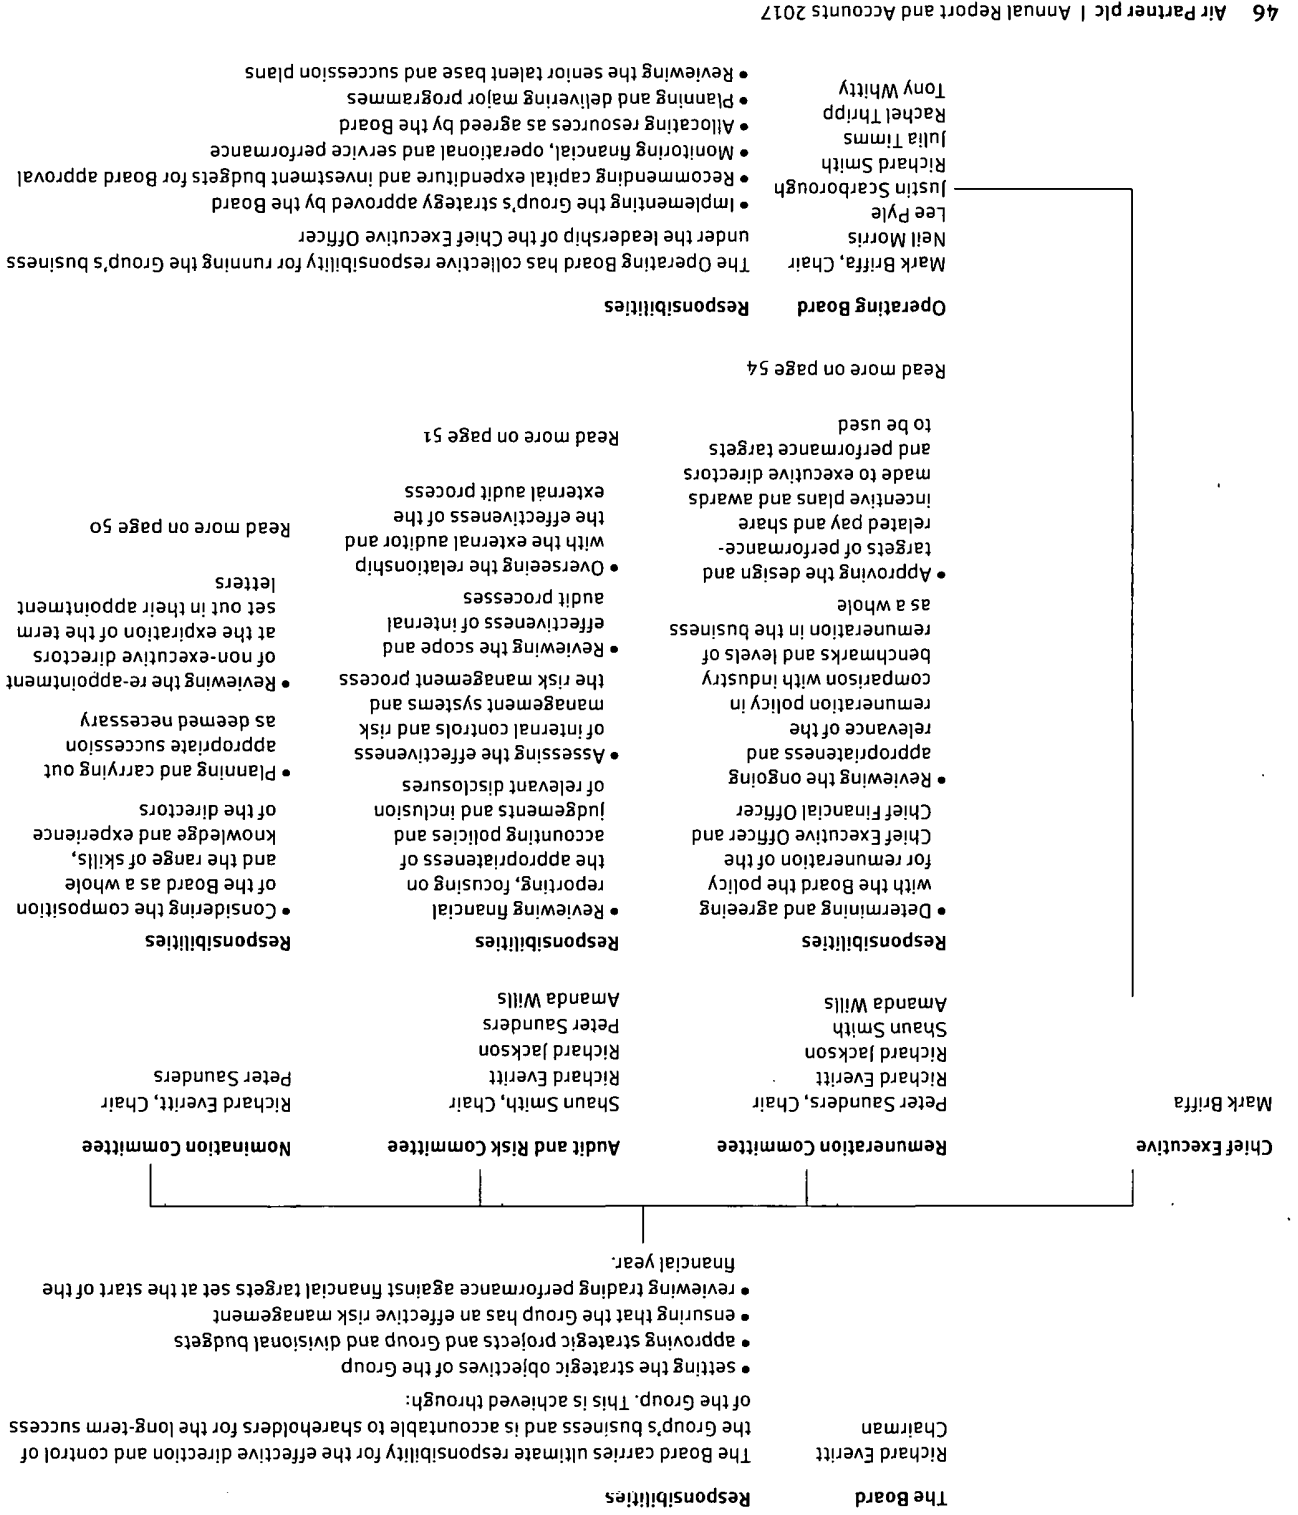 The Board
Responsibilities
Richard Everitt
Chairman
The Board carries ultimate responsibility for the effective direction and control of
the Group's business and is accountable to shareholders for the long-term success
of the Group. This is achieved through:
• setting the strategic objectives of the Group
• approving strategic projects and Group and divisional budgets
• ensuring that the Group has an effective risk management
• reviewing trading performance against financial targets set at the start of the
financial year.
Chief Executive
Mark Briffa
Remuneration Committee
Peter Saunders, Chair
Richard Everitt
Richard Jackson
Shaun Smith
Amanda Wills
Responsibilities
• Determining and agreeing
with the Board the policy
for remuneration of the
Chief Executive Officer and
Chief Financial Officer
• Reviewing the ongoing
appropriateness and
relevance of the
remuneration policy in
comparison with industry
benchmarks and levels of
remuneration in the business
as a whole
• Approving the design and
targets of performance-
related pay and share
incentive plans and awards
made to executive directors
and performance targets
to be used
Read more on page 54
Audit and Risk Committee
Shaun Smith, Chair
Richard Everitt
Richard Jackson
Peter Saunders
Amanda Wills
Responsibilities
• Reviewing financial
reporting, focusing on
the appropriateness of
accounting policies and
judgements and inclusion
of relevant disclosures
• Assessing the effectiveness
of internal controls and risk
management systems and
the risk management process
• Reviewing the scope and
effectiveness of internal
audit processes
• Overseeing the relationship
with the external auditor and
the effectiveness of the
external audit process
Read more on page 51
Nomination Committee
Richard Everitt, Chair
Peter Saunders
Responsibilities
• Considering the composition
of the Board as a whole
and the range of skills,
knowledge and experience
of the directors
• Planning and carrying out
appropriate succession
as deemed necessary
• Reviewing the re-appointment
of non-executive directors
at the expiration of the term
set out in their appointment
letters
Read more on page 50
Operating Board
Mark Briffa, Chair
Neil Morris
Lee Pyle
Justin Scarborough
Richard Smith
Julia Timms
Rachel Thripp
Tony Whitty
Responsibilities
The Operating Board has collective responsibility for running the Group's business
under the leadership of the Chief Executive Officer
• Implementing the Group's strategy approved by the Board
• Recommending capital expenditure and investment budgets for Board approval
• Monitoring financial, operational and service performance
• Allocating resources as agreed by the Board
• Planning and delivering major programmes
• Reviewing the senior talent base and succession plans
46 Air Partner plc | Annual Report and Accounts 2017